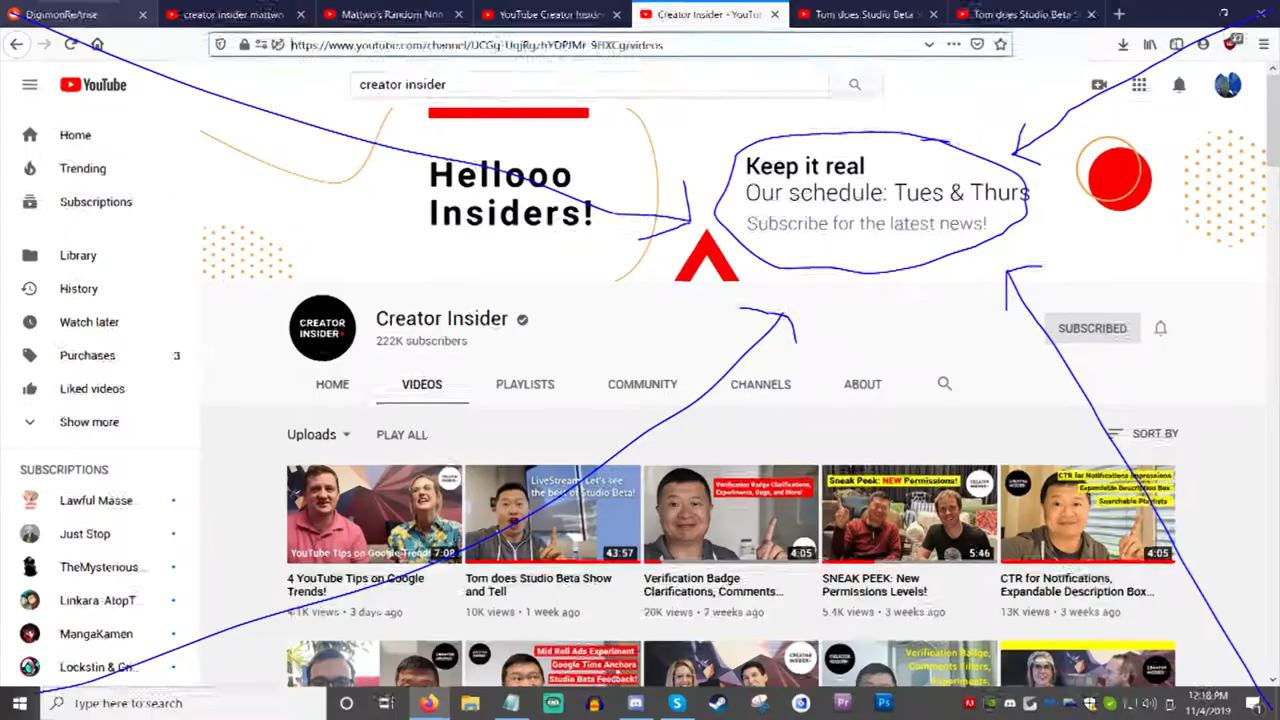 DigimonReArise
creator insider mattwo
Mattwo's Random Non
YouTube Creator Insider
Creator Insider - YouTu
Tom does Studio Beta S
Tom does Studio Beta S
YouTube
creator insider
Home
Trending
Subscriptions
Library
History
Watch later
Purchases 3
Liked videos
Show more
SUBSCRIPTIONS
Lawful Masse
Just Stop
TheMysterious...
Linkara-AtopT...
MangaKamen
Lockstin & Gn...
Hellooo
Insiders!
Keep it real
Our schedule: Tues & Thurs
Subscribe for the latest news!
CREATOR
INSIDER
Creator Insider
222K subscribers
SUBSCRIBED
HOME VIDEOS PLAYLISTS COMMUNITY CHANNELS ABOUT
Uploads PLAY ALL SORT BY
YouTube Tips on Google Trend! 7:08
LiveStream: Let's see
the best of Studio Beta!
43:57
Verification Badge Clarifications,
Experiments, Bugs, and More!
4:05
Sneak Peek: NEW Permissions!
5:46
CTR for Notifications Impressions
Expandable Description Box
Searchable Playlists
4:05
4 YouTube Tips on Google
Trends!
4.1K views • 3 days ago
Tom does Studio Beta Show
and Tell
10K views • 1 week ago
Verification Badge
Clarifications, Comments...
20K views • 2 weeks ago
SNEAK PEEK: New
Permissions Levels!
5.4K views • 3 weeks ago
CTR for Notifications,
Expandable Description Box...
13K views • 3 weeks ago
Mid Roll Ads Experiment
Google Time Anchors
Studio Beta Feedback!
Verification Badge,
Comments Filters,
Experiments,
Type here to search
12:18 PM
11/4/2019